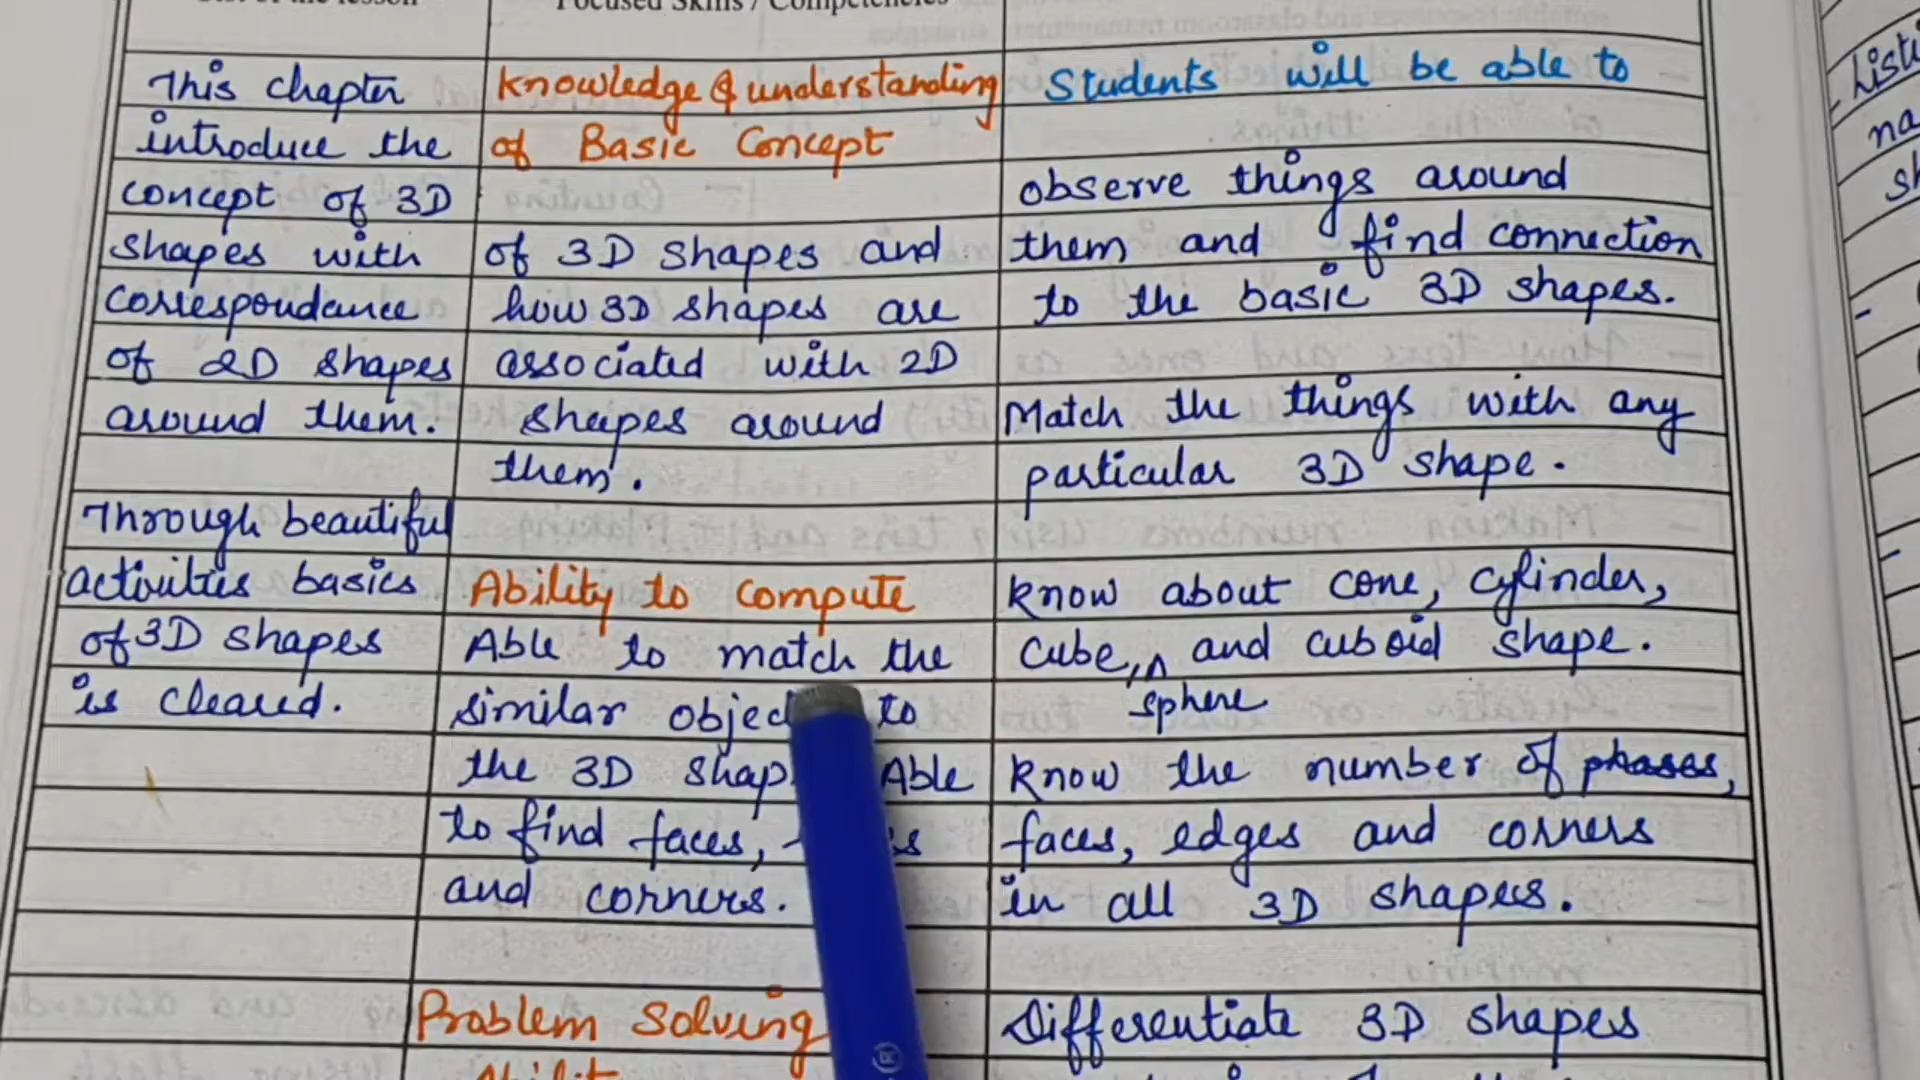 Focused Skills / Competencies
This chapter
introduce the
concept of 3D
shapes with
correspondance
of 2D shapes
around them.
Through beautiful
activities basics
of 3D shapes
is cleared.
Knowledge & understanding
of Basic Concept
of 3D shapes and
how 3D shapes are
associated with 2D
shapes around
them.
Ability to compute
Able to match the
similar to
the 3D Able
to find faces,
and corners.
Problem Solving
Students will be able to
observe things around
them and find connection
to the basic 3D shapes.
Match the things with any
particular 3D shape.
know about cone, cylinder,
cube, ^ and cuboid shape.
sphere
know the number of phases,
faces, edges and corners
in all 3D shapes.
Differentiate 3D shapes